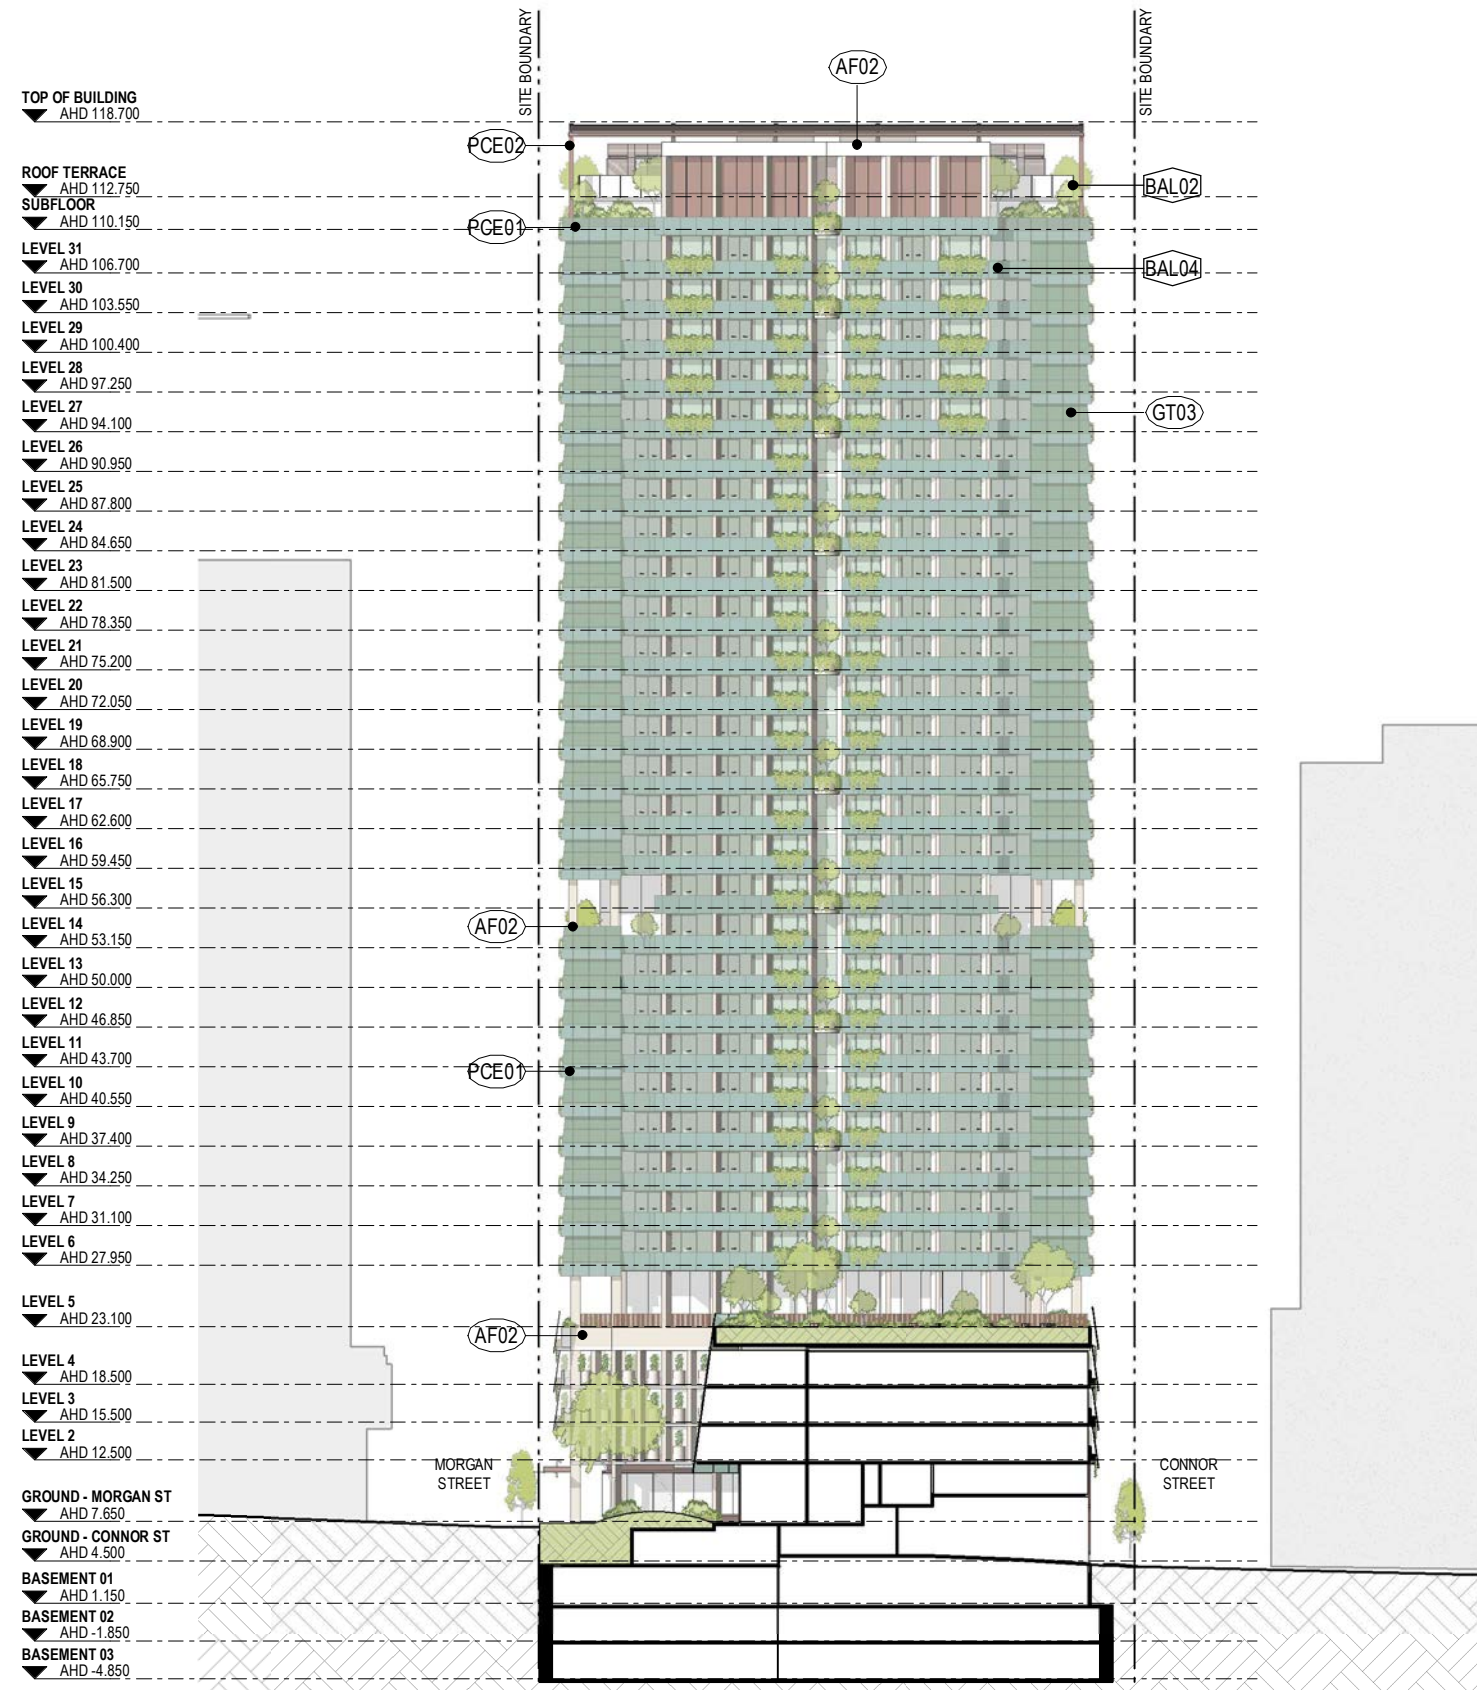 SITE BOUNDARY
SITE BOUNDARY
AF02
TOP OF BUILDING
AHD 118.700
PCE02
ROOF TERRACE
AHD 112.750
BAL02
SUBFLOOR
AHD 110.150
PCE01
LEVEL 31
AHD 106.700
BAL04
LEVEL 30
AHD 103.550
LEVEL 29
AHD 100.400
LEVEL 28
AHD 97.250
LEVEL 27
AHD 94.100
GT03
LEVEL 26
AHD 90.950
LEVEL 25
AHD 87.800
LEVEL 24
AHD 84.650
LEVEL 23
AHD 81.500
LEVEL 22
AHD 78.350
LEVEL 21
AHD 75.200
LEVEL 20
AHD 72.050
LEVEL 19
AHD 68.900
LEVEL 18
AHD 65.750
LEVEL 17
AHD 62.600
LEVEL 16
AHD 59.450
LEVEL 15
AHD 56.300
LEVEL 14
AHD 53.150
AF02
LEVEL 13
AHD 50.000
LEVEL 12
AHD 46.850
LEVEL 11
AHD 43.700
PCE01
LEVEL 10
AHD 40.550
LEVEL 9
AHD 37.400
LEVEL 8
AHD 34.250
LEVEL 7
AHD 31.100
LEVEL 6
AHD 27.950
LEVEL 5
AHD 23.100
AF02
LEVEL 4
AHD 18.500
LEVEL 3
AHD 15.500
LEVEL 2
AHD 12.500
MORGAN
STREET
CONNOR
STREET
GROUND - MORGAN ST
AHD 7.650
GROUND - CONNOR ST
AHD 4.500
BASEMENT 01
AHD 1.150
BASEMENT 02
AHD -1.850
BASEMENT 03
AHD -4.850